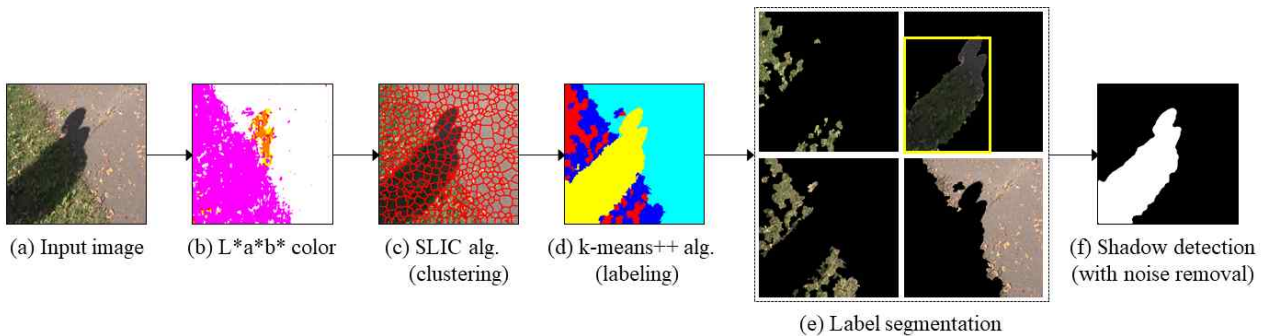 (a) Input image
(b) L*a*b* color
(c) SLIC alg.
(clustering)
(d) k-means++ alg.
(labeling)
(e) Label segmentation
(f) Shadow detection
(with noise removal)